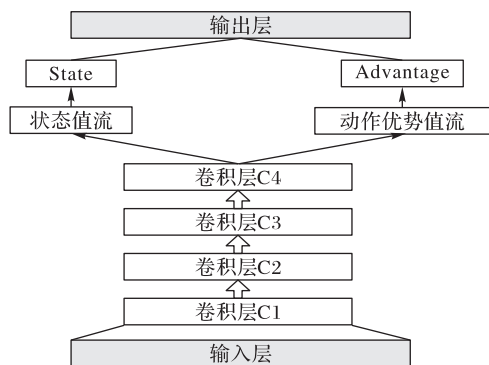 输出层
State
Advantage
状态值流
动作优势值流
卷积层C4
卷积层C3
卷积层C2
卷积层C1
输入层